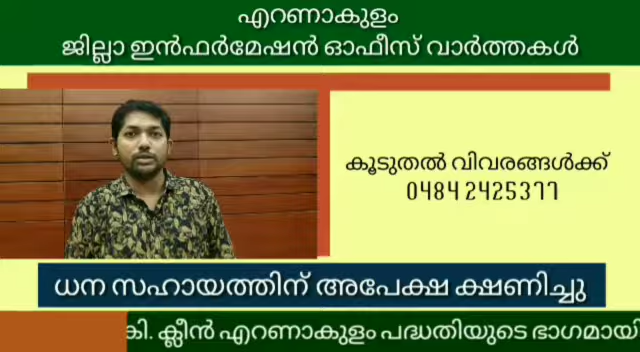 എറണാകുളം
ജില്ലാ ഇൻഫർമേഷൻ ഓഫീസ് വാർത്തകൾ
കൂടുതൽ വിവരങ്ങൾക്ക്
0484 2425377
ധന സഹായത്തിന് അപേക്ഷ ക്ഷണിച്ചു
കി. ക്ലീൻ എറണാകുളം പദ്ധതിയുടെ ഭാഗമായി